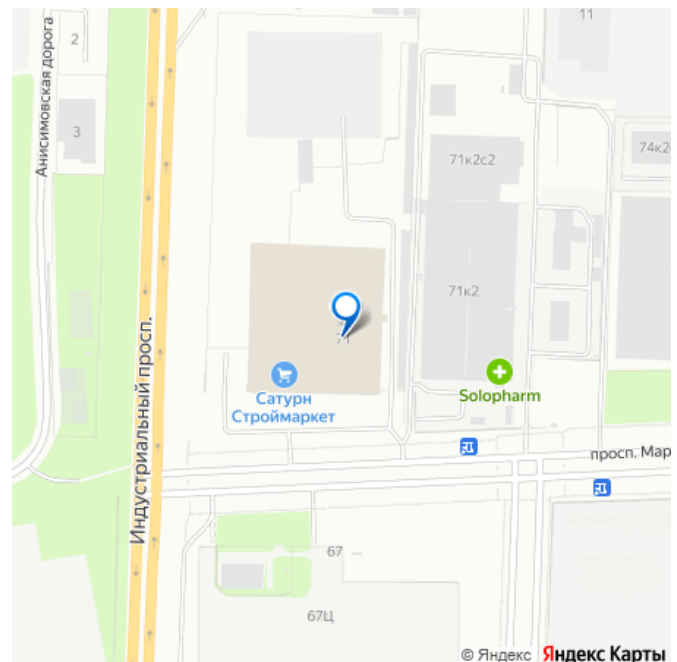 11
2
Анисимовская дорога
3
74к2
71к2с2
71к2
71
Индустриальный просп.
Сатурн
Строймаркет
Solopharm
просп. Мар
67
67Ц
© Яндекс Яндекс Карты